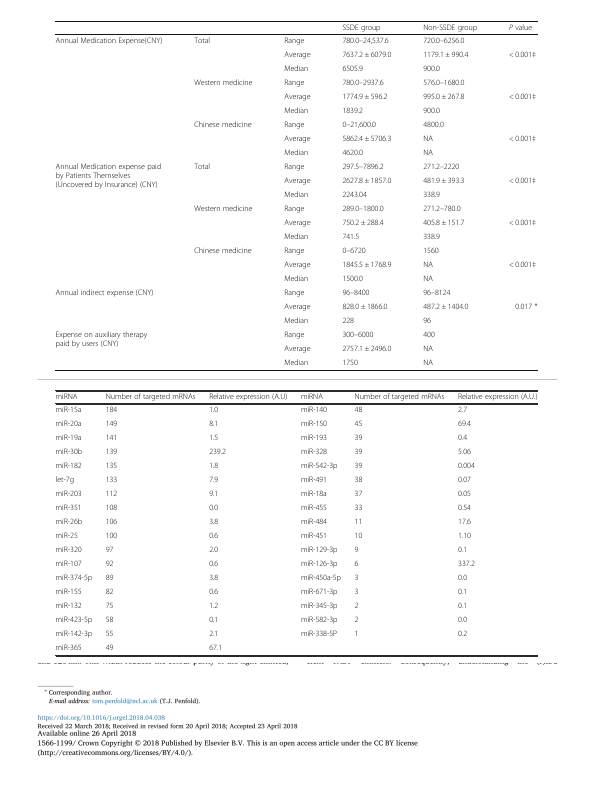 SSDE group Non-SSDE group P value
Annual Medication Expense(CNY) Total Range 780.0–24,537.6 720.0–6256.0
Average 7637.2 ± 6079.0 1179.1 ± 990.4 < 0.001‡
Median 6505.9 900.0
Western medicine Range 780.0–2937.6 576.0–1680.0
Average 1774.9 ± 596.2 995.0 ± 267.8 < 0.001‡
Median 1839.2 900.0
Chinese medicine Range 0–21,600.0 4800.0
Average 5862.4 ± 5706.3 NA < 0.001‡
Median 4620.0 NA
Annual Medication expense paid Total Range 297.5–7896.2 271.2–2220
by Patients Themselves
(Uncovered by Insurance) (CNY)
Average 2627.8 ± 1857.0 481.9 ± 393.3 < 0.001‡
Median 2243.04 338.9
Western medicine Range 289.0–1800.0 271.2–780.0
Average 750.2 ± 288.4 405.8 ± 151.7 < 0.001‡
Median 741.5 338.9
Chinese medicine Range 0–6720 1560
Average 1845.5 ± 1768.9 NA < 0.001‡
Median 1500.0 NA
Annual indirect expense (CNY) Range 96–8400 96–8124
Average 828.0 ± 1866.0 487.2 ± 1404.0 0.017 *
Median 228 96
Expense on auxiliary therapy Range 300–6000 400
paid by users (CNY)
Average 2757.1 ± 2496.0 NA
Median 1750 NA
miRNA Number of targeted mRNAs Relative expression (A.U) miRNA Number of targeted mRNAs Relative expression (A.U.)
miR-15a 184 1.0 miR-140 48 2.7
miR-20a 149 8,1 miR-150 45 69.4
miR-19a 141 1.5 miR-193 39 0.4
miR-30b 139 239.2 miR-328 39 5.06
miR-182 135 1.8 miR-542-3p 39 0.004
let-7g 133 7.9 miR-491 38 0.07
miR-203 112 9.1 miR-18a 37 0.05
miR-351 108 0.0 miR-455 33 0.54
miR-26b 106 3.8 miR-484 11 17.6
miR-25 100 0.6 miR-451 10 1.10
miR-320 97 2.0 miR-129-3p 9 0.1
miR-107 92 0.6 miR-126-3p 6 337.2
miR-374-5p 89 3.8 miR-450a-5p 3 0.0
miR-155 82 0.6 miR-671-3p 3 0.1
miR-132 75 1.2 miR-345-3p 2 0.1
miR-423-5p 58 0.1 miR-582-3p 2 0.0
miR-142-3p 55 2.1 miR-338-5P 1 0.2
miR-365 49 67.1
* Corresponding author.
E-mail address: tom.penfold@ncl.ac.uk (T.J. Penfold).
https://doi.org/10.1016/j.orgel.2018.04.038
Received 22 March 2018; Received in revised form 20 April 2018; Accepted 23 April 2018
Available online 26 April 2018
1566-1199/ Crown Copyright © 2018 Published by Elsevier B.V. This is an open access article under the CC BY license
(http://creativecommons.org/licenses/BY/4.0/).